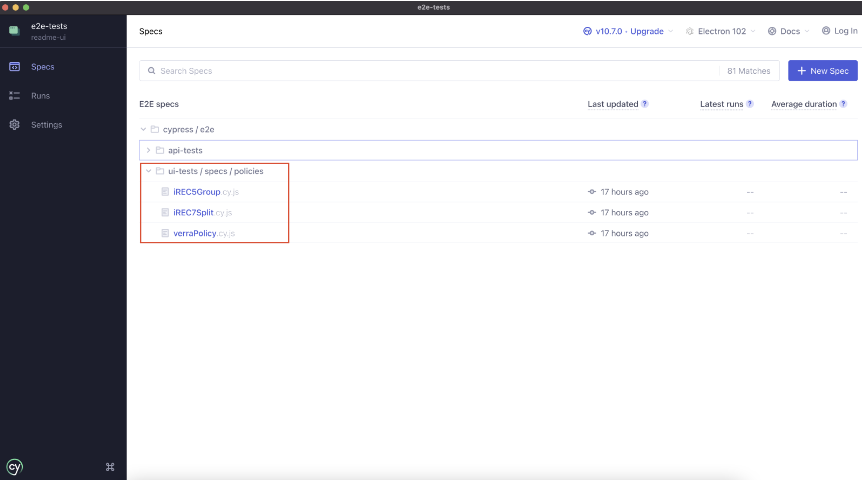 e2e-tests
e2e-tests
readme-ui
Specs
v10.7.0 • Upgrade
Electron 102
Docs
Log In
Specs
Runs
Settings
Search Specs
81 Matches
+ New Spec
E2E specs
Last updated ?
Latest runs ?
Average duration ?
cypress / e2e
api-tests
ui-tests / specs / policies
iREC5Group.cy.js
17 hours ago
--
--
iREC7Split.cy.js
17 hours ago
--
--
verraPolicy.cy.js
17 hours ago
--
--
cy
⌘